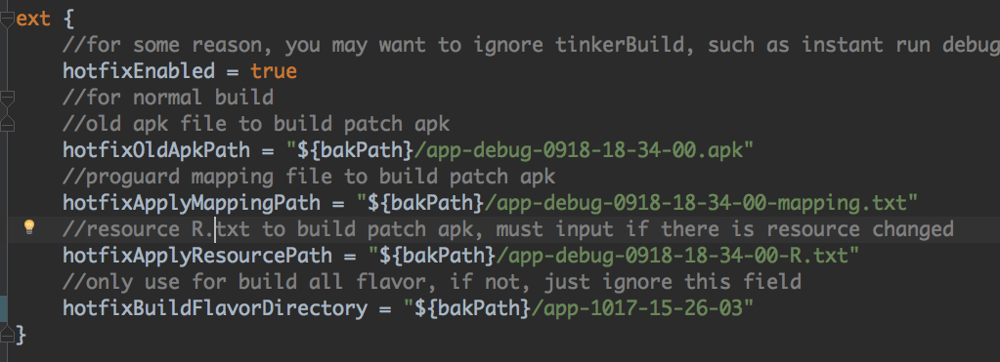 ext {
//for some reason, you may want to ignore tinkerBuild, such as instant run debug
hotfixEnabled = true
//for normal build
//old apk file to build patch apk
hotfixOldApkPath = "${bakPath}/app-debug-0918-18-34-00.apk"
//proguard mapping file to build patch apk
hotfixApplyMappingPath = "${bakPath}/app-debug-0918-18-34-00-mapping.txt"
//resource R.txt to build patch apk, must input if there is resource changed
hotfixApplyResourcePath = "${bakPath}/app-debug-0918-18-34-00-R.txt"
//only use for build all flavor, if not, just ignore this field
hotfixBuildFlavorDirectory = "${bakPath}/app-1017-15-26-03"
}